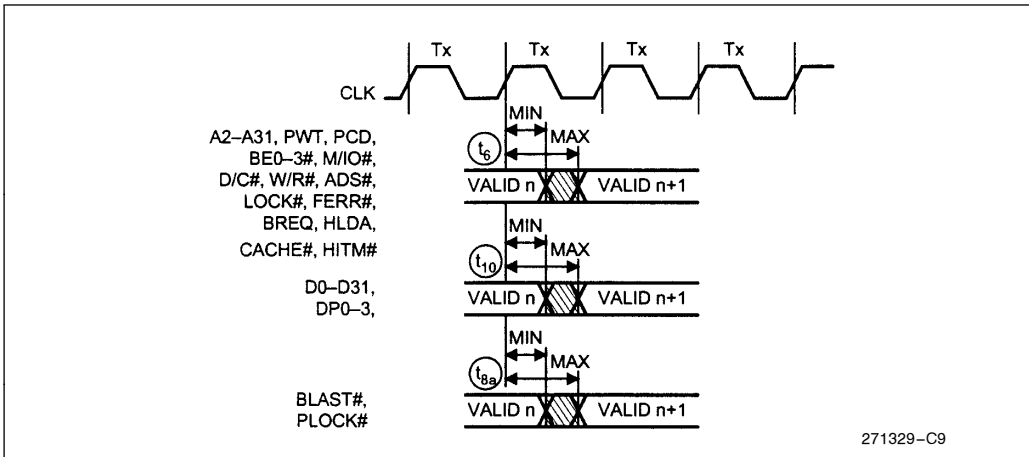 Tx Tx Tx Tx
CLK
MIN
A2–A31, PWT, PCD, MAX
BE0–3#, M/IO#, t6
D/C#, W/R#, ADS#, VALID n VALID n+1
LOCK#, FERR#,
BREQ, HLDA,
MIN
CACHE#, HITM# MAX
t10
D0–D31, VALID n VALID n+1
DP0–3,
MIN
MAX
t8a
BLAST#, VALID n VALID n+1
PLOCK#
271329–C9